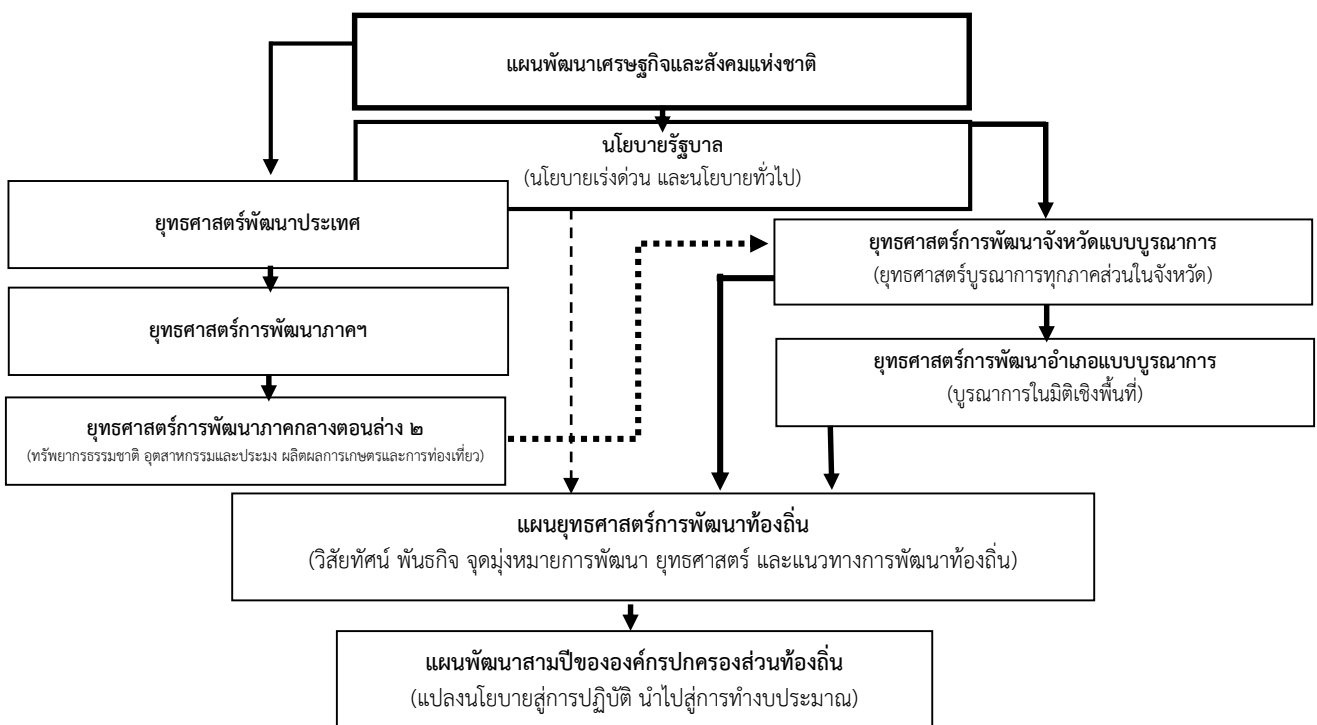 แผนพัฒนาเศรษฐกิจและสังคมแห่งชาติ
นโยบายรัฐบาล
(นโยบายเร่งด่วน และนโยบายทั่วไป)
ยุทธศาสตร์พัฒนาประเทศ
ยุทธศาสตร์การพัฒนาภาคฯ
ยุทธศาสตร์การพัฒนาภาคกลางตอนล่าง ๒
(ทรัพยากรธรรมชาติ อุตสาหกรรมและประมง ผลิตผลการเกษตรและการท่องเที่ยว)
ยุทธศาสตร์การพัฒนาจังหวัดแบบบูรณาการ
(ยุทธศาสตร์บูรณาการทุกภาคส่วนในจังหวัด)
ยุทธศาสตร์การพัฒนาอำเภอแบบบูรณาการ
(บูรณาการในมิติเชิงพื้นที่)
แผนยุทธศาสตร์การพัฒนาท้องถิ่น
(วิสัยทัศน์ พันธกิจ จุดมุ่งหมายการพัฒนา ยุทธศาสตร์ และแนวทางการพัฒนาท้องถิ่น)
แผนพัฒนาสามปีขององค์กรปกครองส่วนท้องถิ่น
(แปลงนโยบายสู่การปฏิบัติ นำไปสู่การทำงบประมาณ)